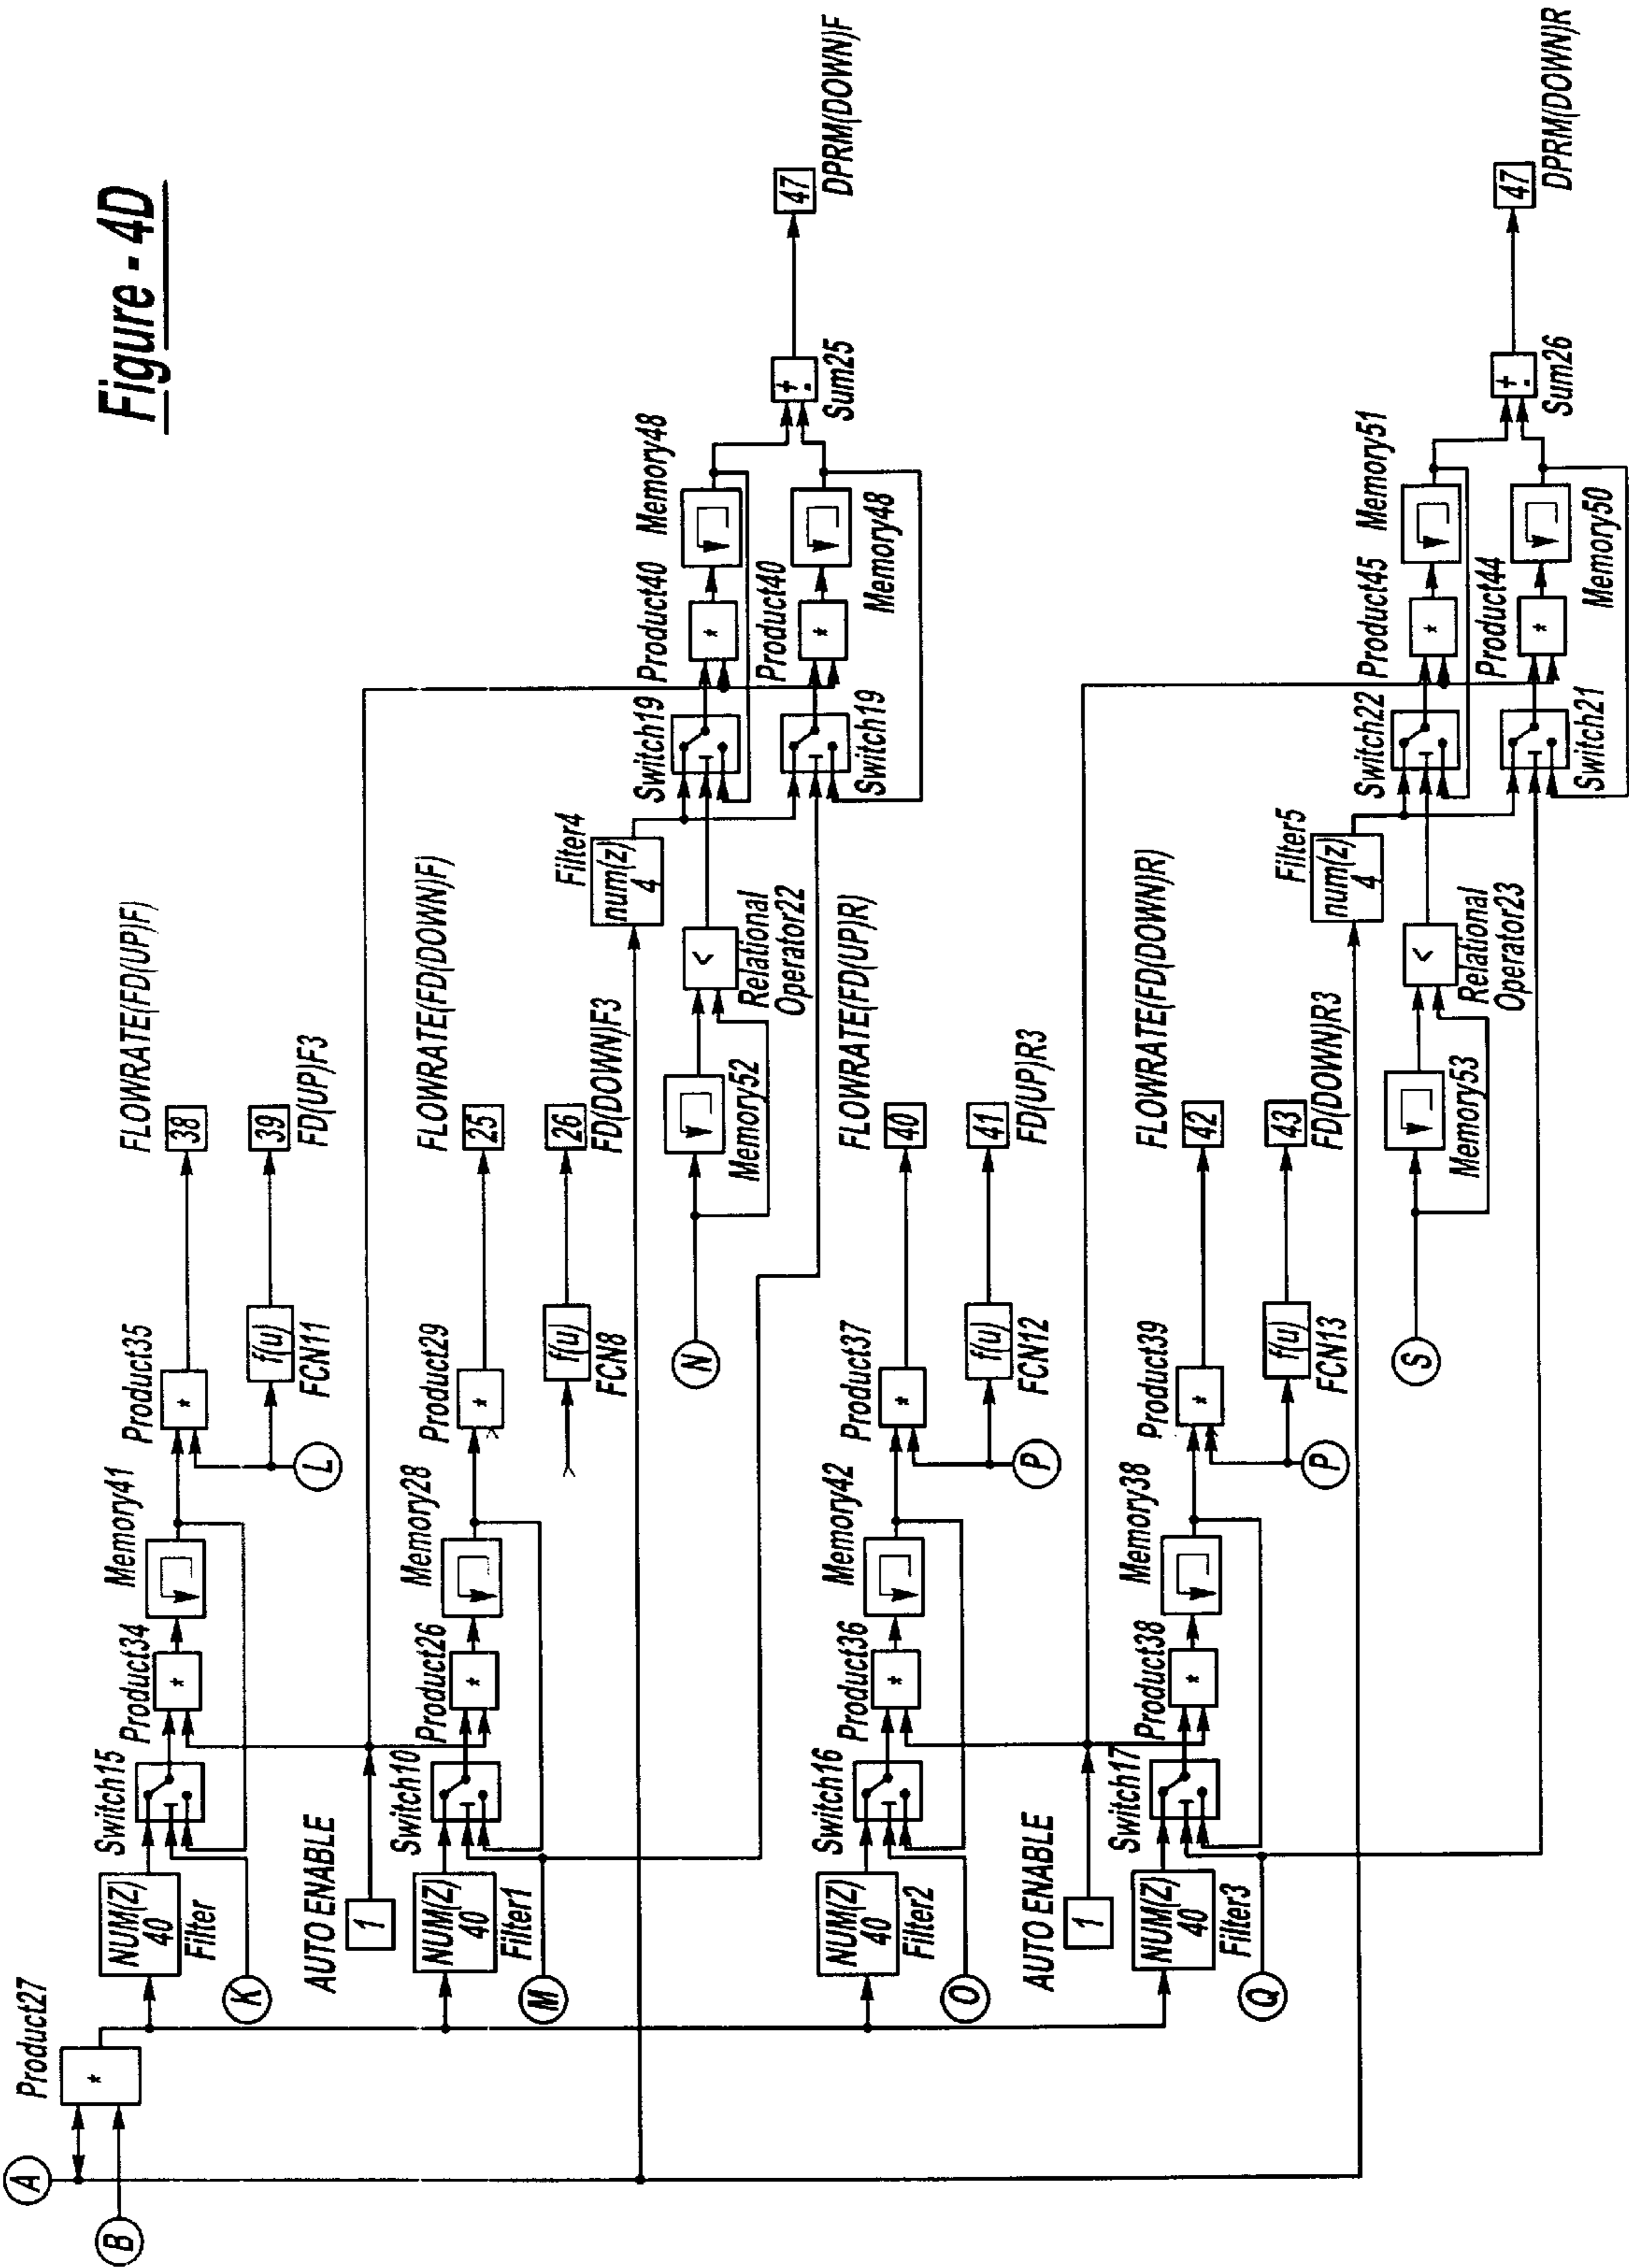 Figure - 4D
A
B
Product27
*
NUM(Z)
40
Filter
K
Switch15
Product34
*
Memory41
Product35
*
L
f(u)
FCN11
FLOWRATE(FD(UP)F)
38
39
FD(UP)F3
AUTO ENABLE
1
NUM(Z)
40
Filter1
M
Switch10
Product26
*
Memory28
Product29
*
f(u)
FCN8
FLOWRATE(FD(DOWN)F)
25
26
FD(DOWN)F3
N
Memory52
<
Relational
Operator22
Filter4
num(z)
4
Switch19
Product40
*
Memory48
Switch19
Product40
*
Memory48
+
-
Sum25
47
DPRM(DOWN)F
NUM(Z)
40
Filter2
O
Switch16
Product36
*
Memory42
Product37
*
P
f(u)
FCN12
FLOWRATE(FD(UP)R)
40
41
FD(UP)R3
AUTO ENABLE
1
NUM(Z)
40
Filter3
Q
Switch17
Product38
*
Memory38
Product39
*
P
f(u)
FCN13
FLOWRATE(FD(DOWN)R)
42
43
FD(DOWN)R3
S
Memory53
<
Relational
Operator23
Filter5
num(z)
4
Switch22
Product45
*
Memory51
Switch21
Product44
*
Memory50
+
-
Sum26
47
DPRM(DOWN)R